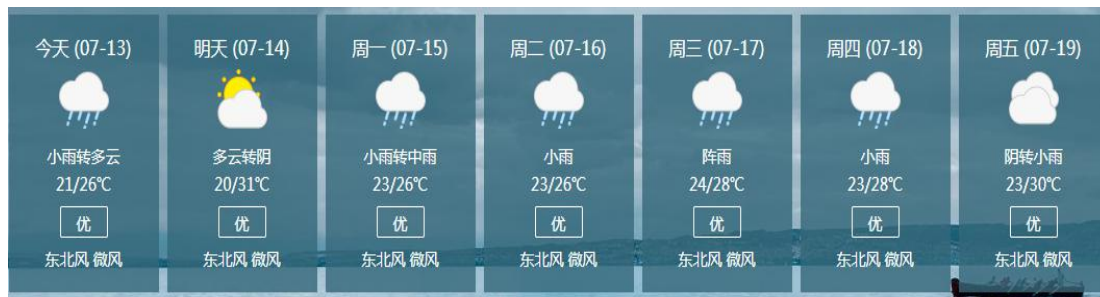 今天 (07-13)
小雨转多云
21/26℃
优
东北风 微风
明天 (07-14)
多云转阴
20/31℃
优
东北风 微风
周一 (07-15)
小雨转中雨
23/26℃
优
东北风 微风
周二 (07-16)
小雨
23/26℃
优
东北风 微风
周三 (07-17)
阵雨
24/28℃
优
东北风 微风
周四 (07-18)
小雨
23/28℃
优
东北风 微风
周五 (07-19)
阴转小雨
23/30℃
优
东北风 微风